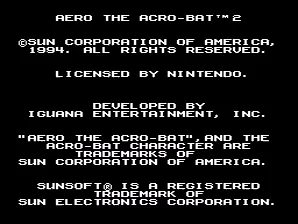 AERO THE ACRO-BAT™ 2
©SUN CORPORATION OF AMERICA,
1994. ALL RIGHTS RESERVED.
LICENSED BY NINTENDO.
DEVELOPED BY
IGUANA ENTERTAINMENT, INC.
"AERO THE ACRO-BAT", AND THE
ACRO-BAT CHARACTER ARE
TRADEMARKS OF
SUN CORPORATION OF AMERICA.
SUNSOFT® IS A REGISTERED
TRADEMARK OF
SUN ELECTRONICS CORPORATION.